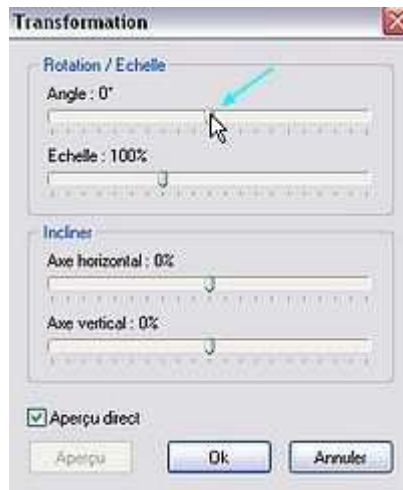 Transformation
Rotation / Echelle
Angle : 0°
Echelle : 100%
Incliner
Axe horizontal : 0%
Axe vertical : 0%
Aperçu direct
Aperçu
Ok
Annuler